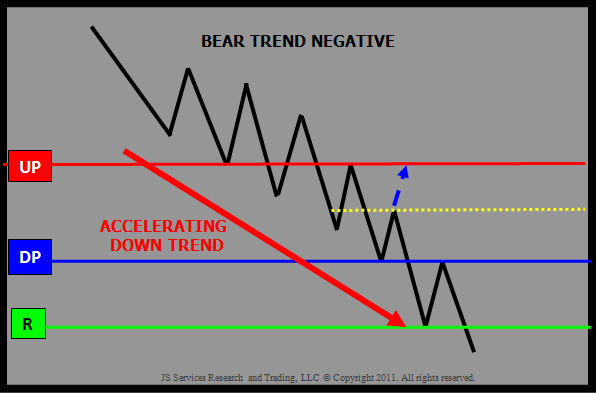 BEAR TREND NEGATIVE
UP
ACCELERATING
DOWN TREND
DP
R
JS Services Research and Trading, LLC © Copyright 2011. All rights reserved.